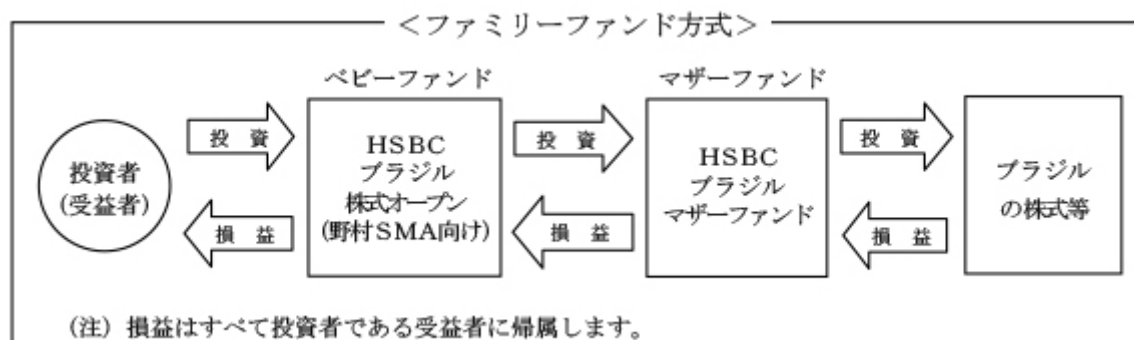 ＜ファミリーファンド方式＞
ベビーファンド
マザーファンド
投資者
(受益者)
投　資
損　益
HSBC
ブラジル
株式オープン
(野村SMA向け)
投　資
損　益
HSBC
ブラジル
マザーファンド
投　資
損　益
ブラジル
の株式等
（注）損益はすべて投資者である受益者に帰属します。